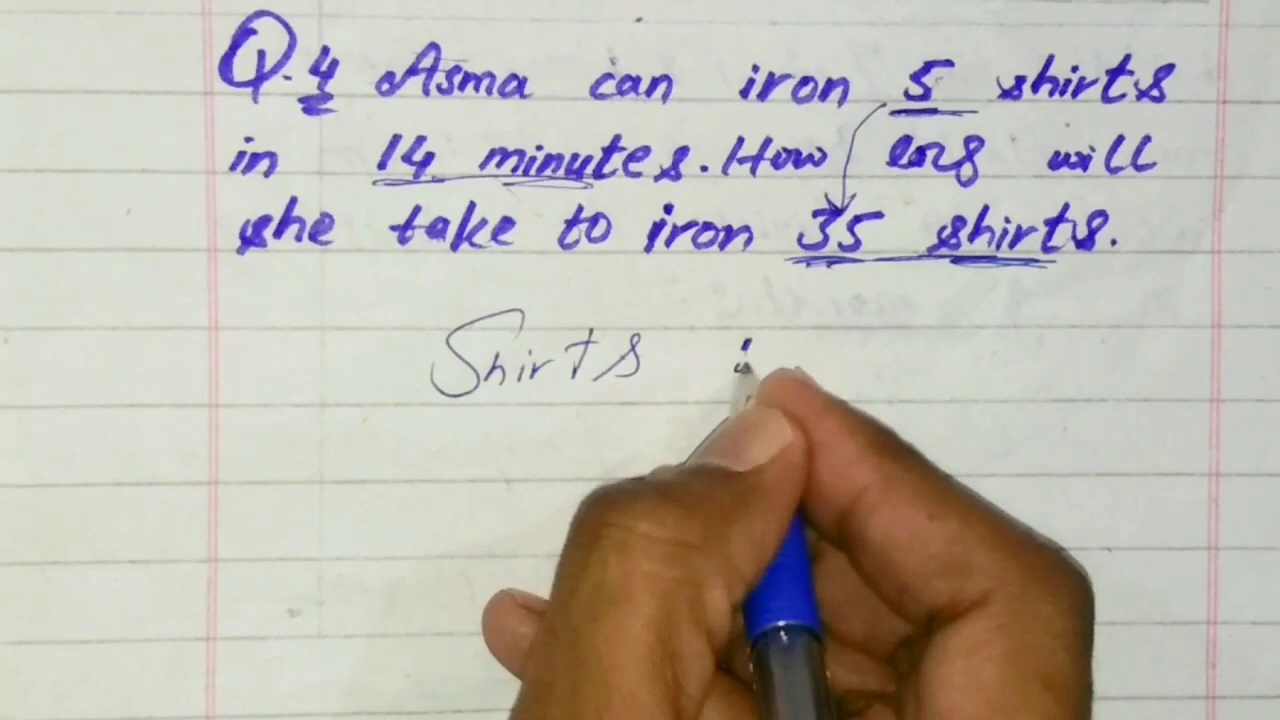 Q.4 Asma can iron 5 shirts
in 14 minutes. How long will
she take to iron 35 shirts.
Shirts :